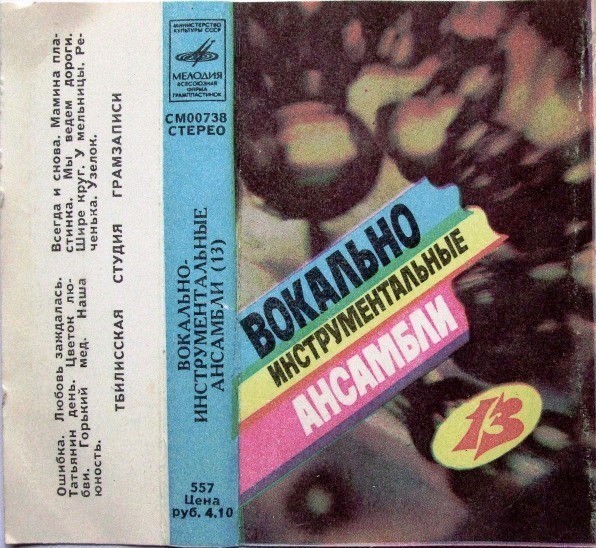 Ошибка. Любовь заждалась.
Татьянин день. Цветок лю-
бви. Горький мед. Наша
юность.
Всегда и снова. Мамина пла-
стинка. Мы ведем дороги.
Шире круг. У мельницы. Ре-
ченька. Узелок.
ТБИЛИССКАЯ СТУДИЯ ГРАМЗАПИСИ
МИНИСТЕРСТВО
КУЛЬТУРЫ СССР
МЕЛОДИЯ
ВСЕСОЮЗНАЯ
ФИРМА
ГРАМПЛАСТИНОК
СМ00738
СТЕРЕО
ВОКАЛЬНО-
ИНСТРУМЕНТАЛЬНЫЕ
АНСАМБЛИ (13)
557
Цена
руб. 4.10
ВОКАЛЬНО
ИНСТРУМЕНТАЛЬНЫЕ
АНСАМБЛИ
13